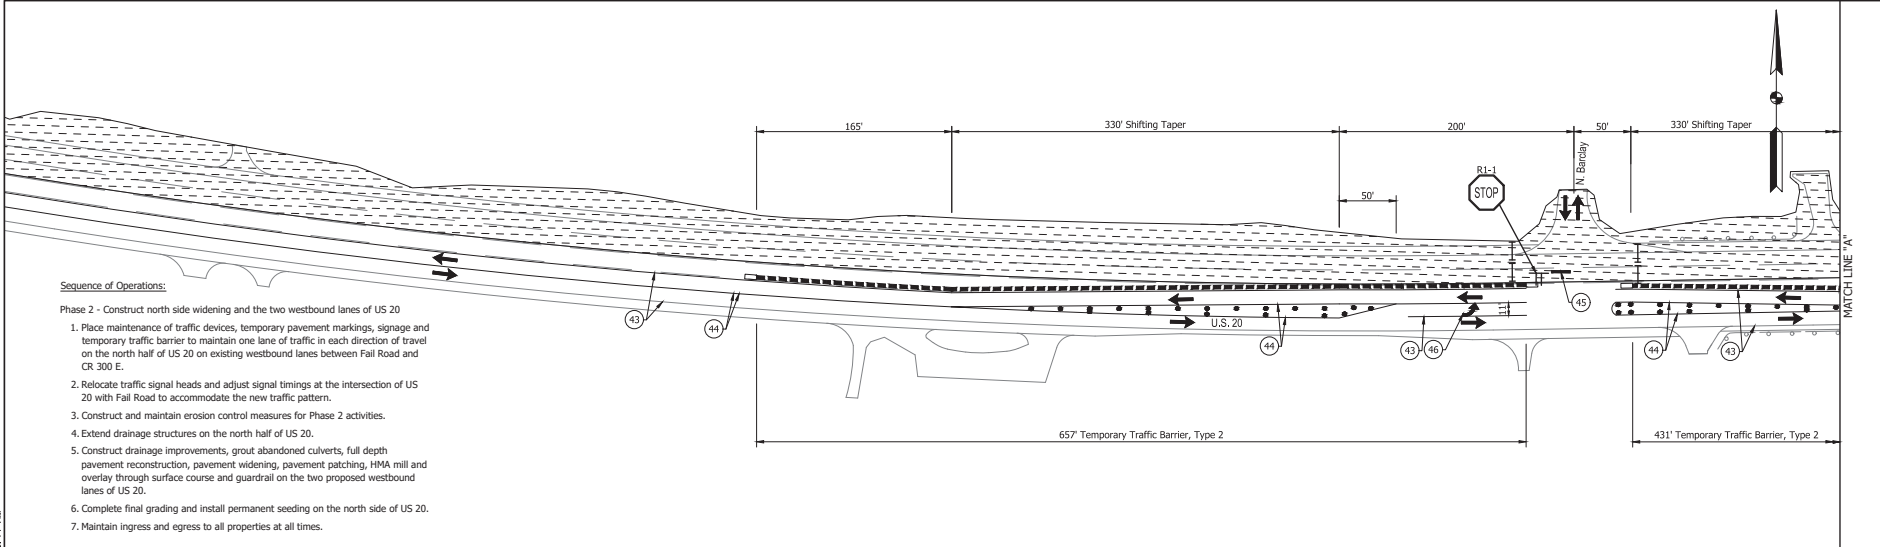 165'
330' Shifting Taper
200'
50'
330' Shifting Taper
N. Barclay
R1-1
STOP
50'
MATCH LINE "A"
45
11'
U.S. 20
43
44
44
43
46
44
43
657' Temporary Traffic Barrier, Type 2
431' Temporary Traffic Barrier, Type 2
Sequence of Operations:
Phase 2 - Construct north side widening and the two westbound lanes of US 20
1. Place maintenance of traffic devices, temporary pavement markings, signage and
temporary traffic barrier to maintain one lane of traffic in each direction of travel
on the north half of US 20 on existing westbound lanes between Fail Road and
CR 300 E.
2. Relocate traffic signal heads and adjust signal timings at the intersection of US
20 with Fail Road to accommodate the new traffic pattern.
3. Construct and maintain erosion control measures for Phase 2 activities.
4. Extend drainage structures on the north half of US 20.
5. Construct drainage improvements, grout abandoned culverts, full depth
pavement reconstruction, pavement widening, pavement patching, HMA mill and
overlay through surface course and guardrail on the two proposed westbound
lanes of US 20.
6. Complete final grading and install permanent seeding on the north side of US 20.
7. Maintain ingress and egress to all properties at all times.